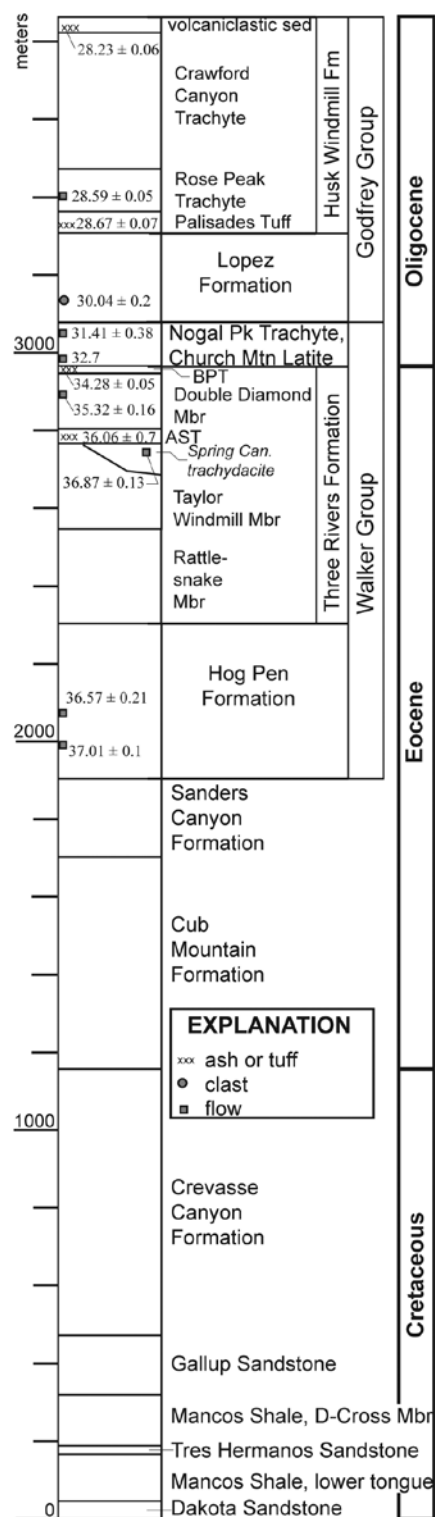 meters
xxx
volcaniclastic sed
28.23 ± 0.06
Crawford
Canyon
Trachyte
Husk Windmill Fm
Godfrey Group
Oligocene
Rose Peak
Trachyte
28.59 ± 0.05
xxx 28.67 ± 0.07
Palisades Tuff
Lopez
Formation
30.04 ± 0.2
31.41 ± 0.38
Nogal Pk Trachyte,
Church Mtn Latite
3000
32.7
xxx
BPT
34.28 ± 0.05
35.32 ± 0.16
Double Diamond
Mbr
xxx 36.06 ± 0.7
AST
Spring Can.
trachydacite
36.87 ± 0.13
Taylor
Windmill Mbr
Three Rivers Formation
Walker Group
Rattle-
snake
Mbr
Hog Pen
Formation
36.57 ± 0.21
2000
37.01 ± 0.1
Eocene
Sanders
Canyon
Formation
Cub
Mountain
Formation
EXPLANATION
xxx ash or tuff
clast
flow
1000
Crevasse
Canyon
Formation
Cretaceous
Gallup Sandstone
Mancos Shale, D-Cross Mbr
Tres Hermanos Sandstone
Mancos Shale, lower tongue
0
Dakota Sandstone